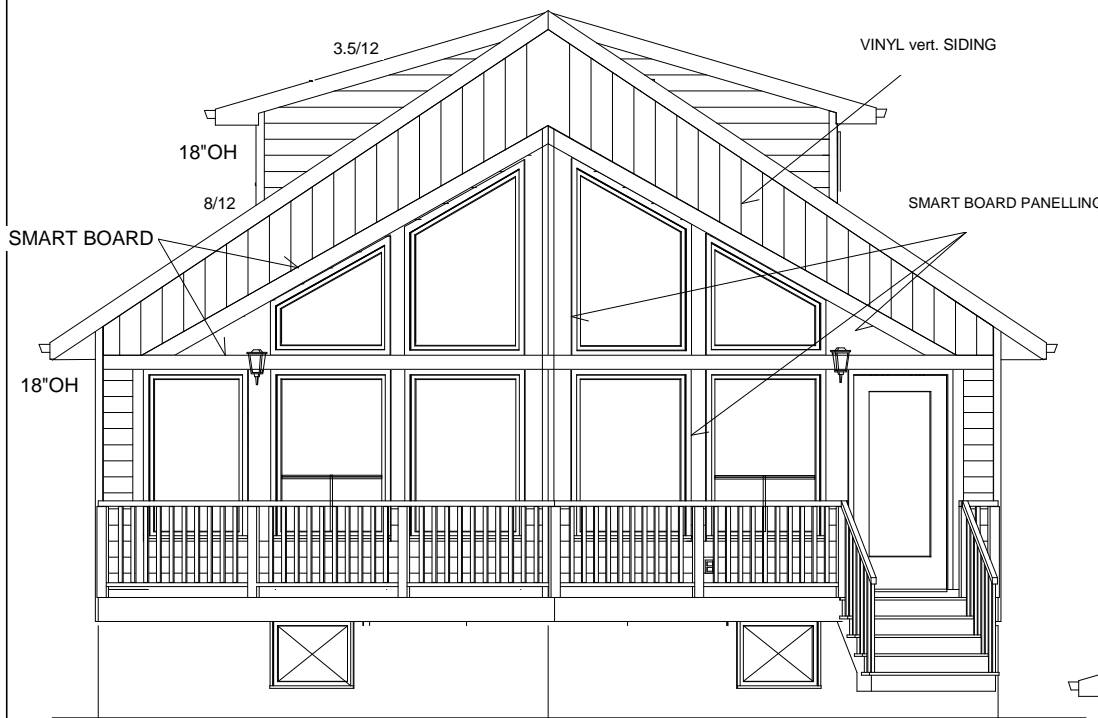 3.5/12
VINYL vert. SIDING
18"OH
8/12
SMART BOARD PANELLING
SMART BOARD
18"OH